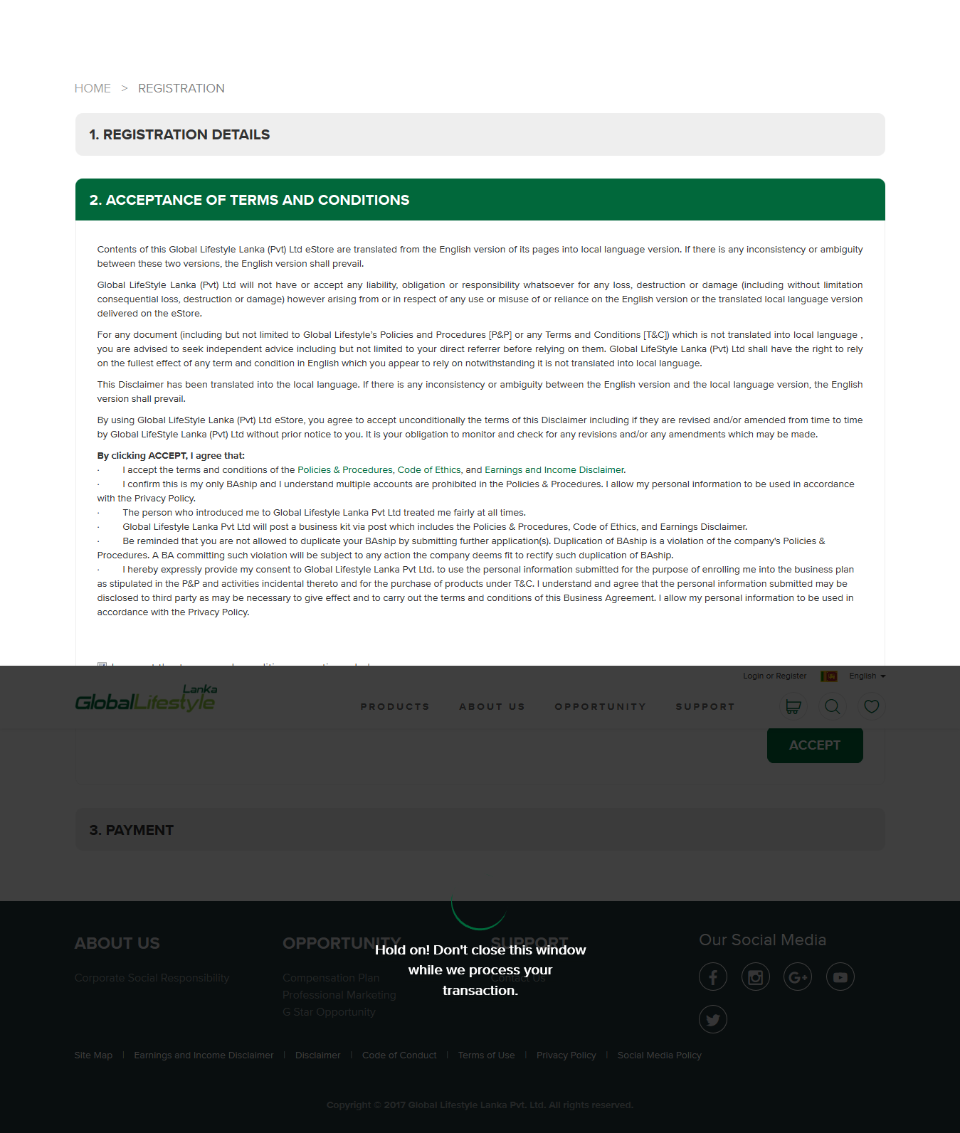 HOME > REGISTRATION
1. REGISTRATION DETAILS
2. ACCEPTANCE OF TERMS AND CONDITIONS
Contents of this Global Lifestyle Lanka (Pvt) Ltd eStore are translated from the English version of its pages into local language version. If there is any inconsistency or ambiguity
between these two versions, the English version shall prevail.
Global LifeStyle Lanka (Pvt) Ltd will not have or accept any liability, obligation or responsibility whatsoever for any loss, destruction or damage (including without limitation
consequential loss, destruction or damage) however arising from or in respect of any use or misuse of or reliance on the English version or the translated local language version
delivered on the eStore.
For any document (including but not limited to Global Lifestyle's Policies and Procedures [P&P] or any Terms and Conditions [T&C]) which is not translated into local language ,
you are advised to seek independent advice including but not limited to your direct referrer before relying on them. Global LifeStyle Lanka (Pvt) Ltd shall have the right to rely
on the fullest effect of any term and condition in English which you appear to rely on notwithstanding it is not translated into local language.
This Disclaimer has been translated into the local language. If there is any inconsistency or ambiguity between the English version and the local language version, the English
version shall prevail.
By using Global LifeStyle Lanka (Pvt) Ltd eStore, you agree to accept unconditionally the terms of this Disclaimer including if they are revised and/or amended from time to time
by Global LifeStyle Lanka (Pvt) Ltd without prior notice to you. It is your obligation to monitor and check for any revisions and/or any amendments which may be made.
By clicking ACCEPT, I agree that:
· I accept the terms and conditions of the Policies & Procedures, Code of Ethics, and Earnings and Income Disclaimer.
· I confirm this is my only BAship and I understand multiple accounts are prohibited in the Policies & Procedures. I allow my personal information to be used in accordance
with the Privacy Policy.
· The person who introduced me to Global Lifestyle Lanka Pvt Ltd treated me fairly at all times.
· Global Lifestyle Lanka Pvt Ltd will post a business kit via post which includes the Policies & Procedures, Code of Ethics, and Earnings Disclaimer.
· Be reminded that you are not allowed to duplicate your BAship by submitting further application(s). Duplication of BAship is a violation of the company's Policies &
Procedures. A BA committing such violation will be subject to any action the company deems fit to rectify such duplication of BAship.
· I hereby expressly provide my consent to Global Lifestyle Lanka Pvt Ltd. to use the personal information submitted for the purpose of enrolling me into the business plan
as stipulated in the P&P and activities incidental thereto and for the purchase of products under T&C. I understand and agree that the personal information submitted may be
disclosed to third party as may be necessary to give effect and to carry out the terms and conditions of this Business Agreement. I allow my personal information to be used in
accordance with the Privacy Policy.
Login or Register English
GlobalLifestyle Lanka
PRODUCTS ABOUT US OPPORTUNITY SUPPORT
ACCEPT
3. PAYMENT
ABOUT US OPPORTUNITY SUPPORT Our Social Media
Hold on! Don't close this window
while we process your
transaction.
Corporate Social Responsibility
Compensation Plan
Professional Marketing
G Star Opportunity
Contact Us
Site Map | Earnings and Income Disclaimer | Disclaimer | Code of Conduct | Terms of Use | Privacy Policy | Social Media Policy
Copyright © 2017 Global Lifestyle Lanka Pvt. Ltd. All rights reserved.